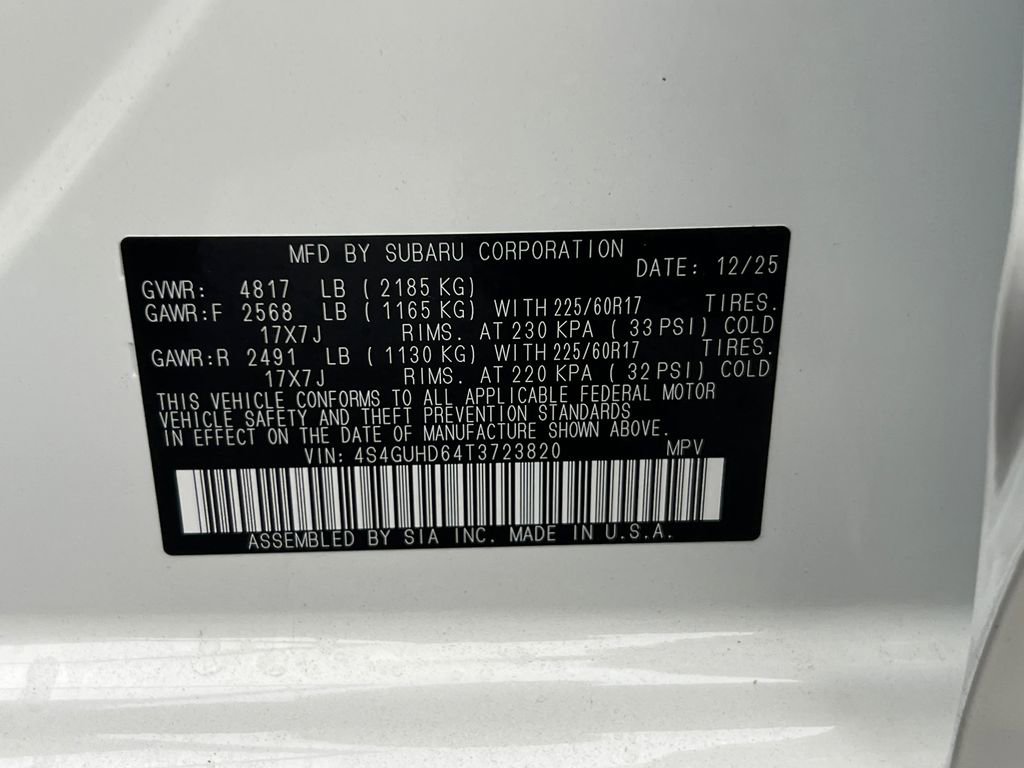 MFD BY SUBARU CORPORATION
DATE: 12/25
GVWR: 4817 LB ( 2185 KG)
GAWR:F 2568 LB ( 1165 KG) WITH 225/60R17 TIRES.
17X7J RIMS. AT 230 KPA ( 33 PSI) COLD
GAWR:R 2491 LB ( 1130 KG) WITH 225/60R17 TIRES.
17X7J RIMS. AT 220 KPA ( 32 PSI) COLD
THIS VEHICLE CONFORMS TO ALL APPLICABLE FEDERAL MOTOR
VEHICLE SAFETY AND THEFT PREVENTION STANDARDS
IN EFFECT ON THE DATE OF MANUFACTURE SHOWN ABOVE.
VIN: 4S4GUHD64T3723820 MPV
ASSEMBLED BY SIA INC. MADE IN U.S.A.